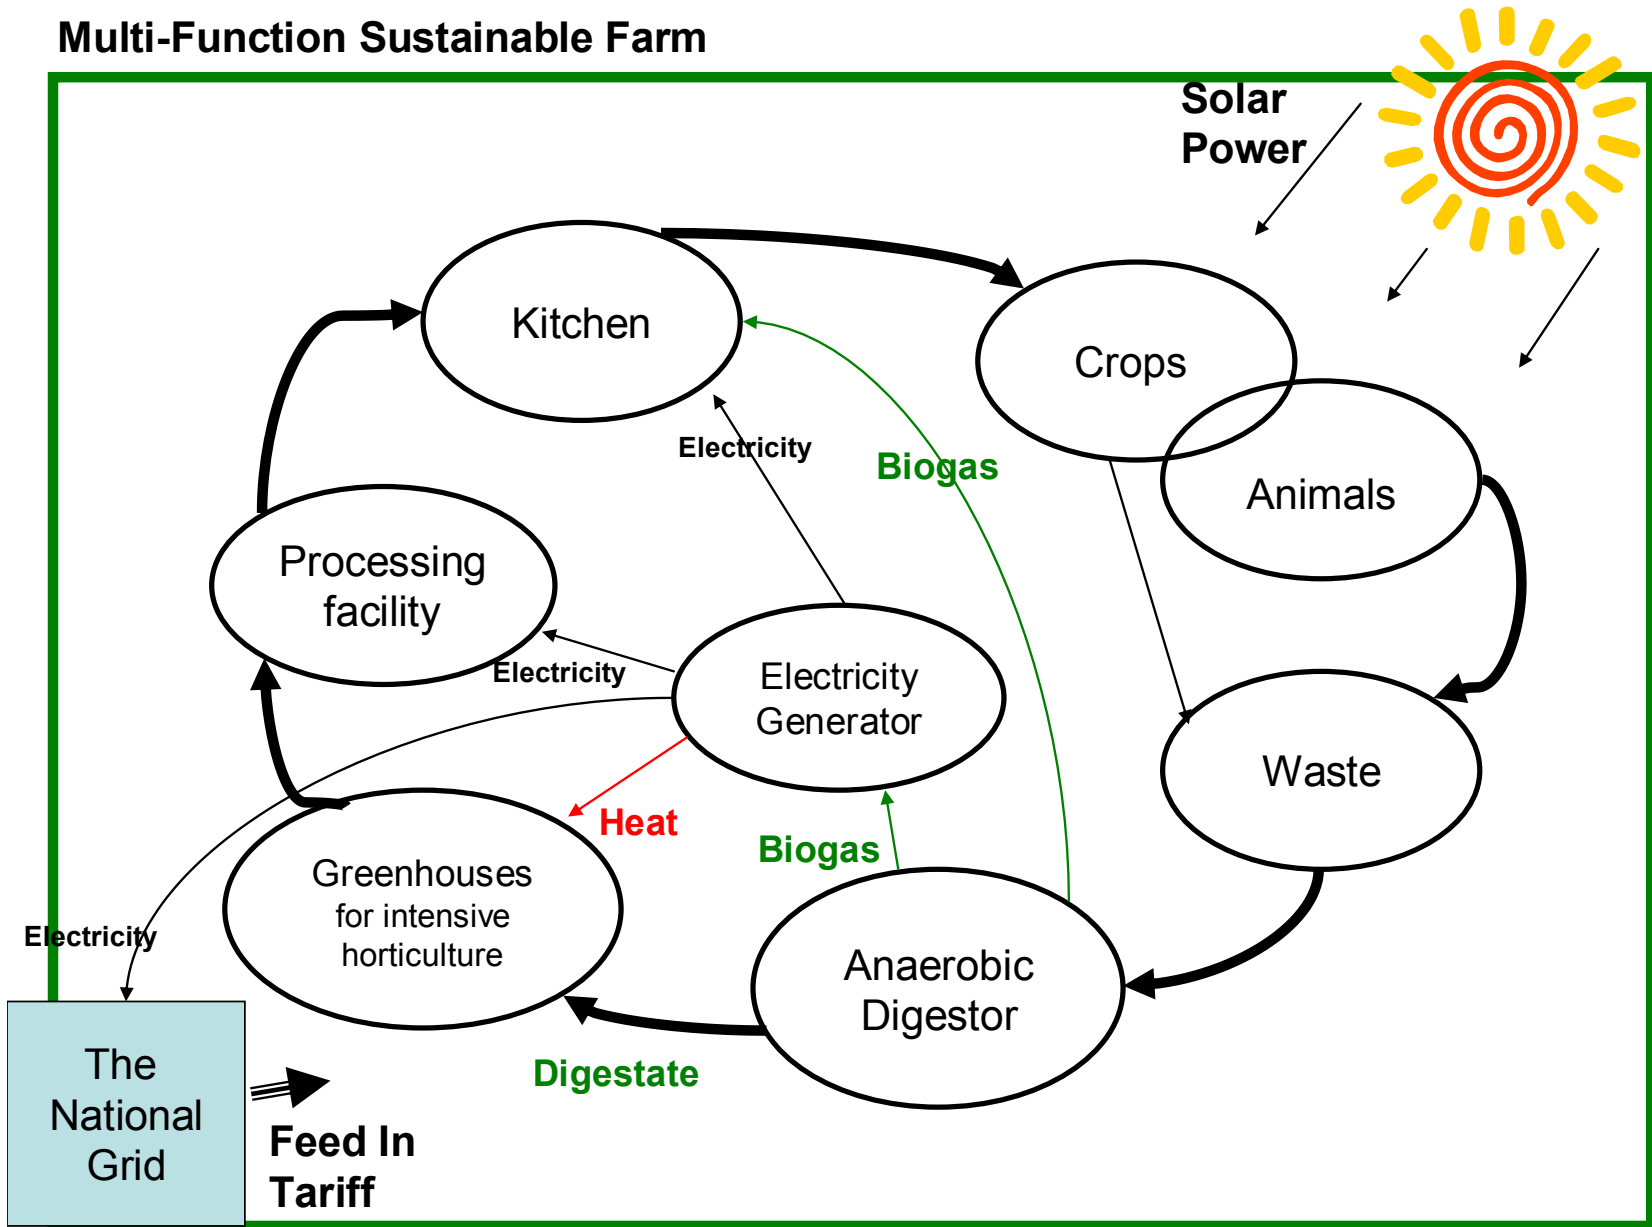 Multi-Function Sustainable Farm
Solar
Power
Kitchen
Crops
Electricity
Biogas
Animals
Processing
facility
Electricity
Electricity
Generator
Waste
Heat
Biogas
Greenhouses
for intensive
horticulture
Electricity
Anaerobic
Digestor
Digestate
The
National
Grid
Feed In
Tariff